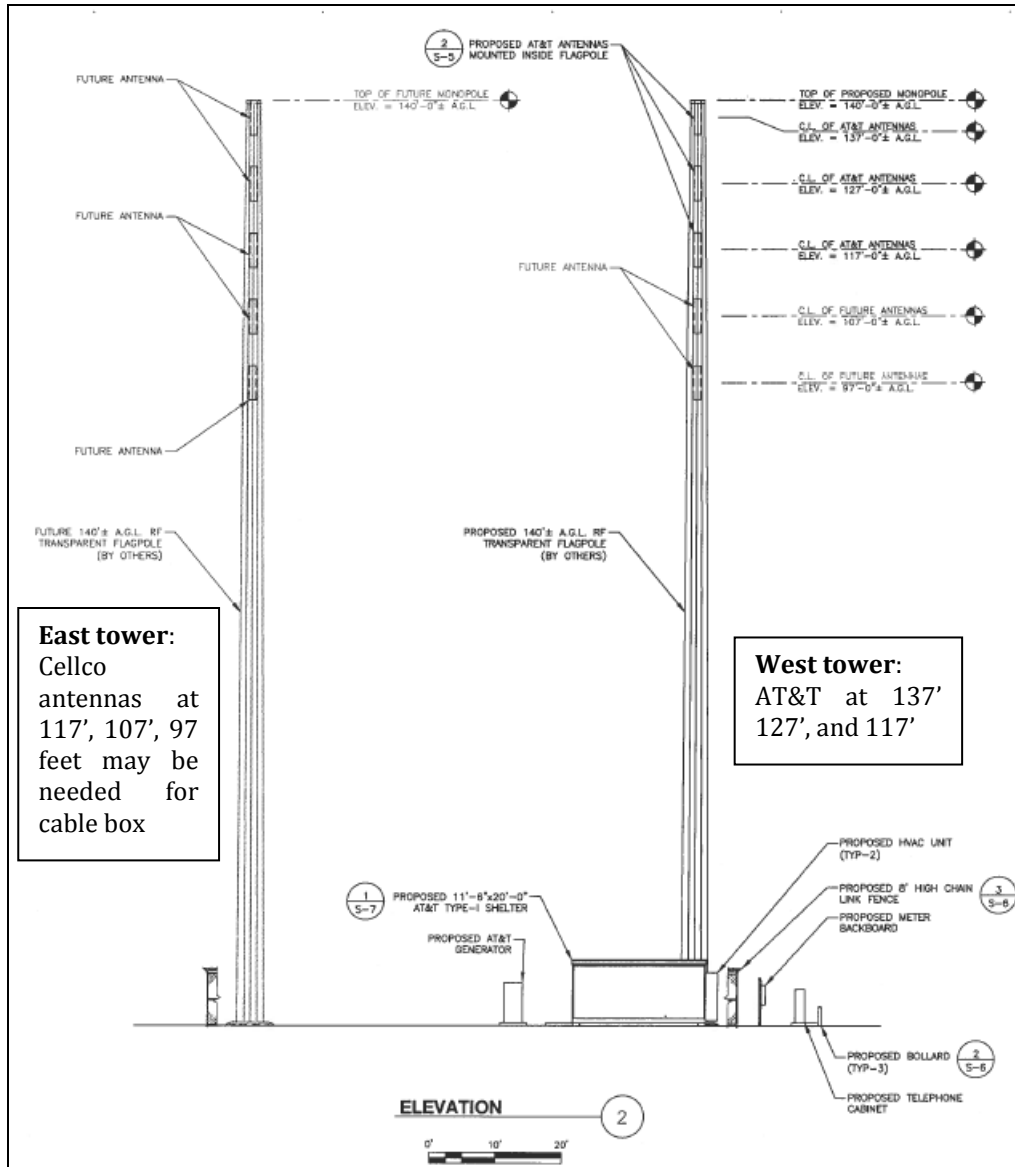 2
S-5
PROPOSED AT&T ANTENNAS
MOUNTED INSIDE FLAGPOLE
FUTURE ANTENNA
TOP OF FUTURE MONOPOLE
ELEV. = 140'-0"± A.G.L.
TOP OF PROPOSED MONOPOLE
ELEV. = 140'-0"± A.G.L.
C.L. OF AT&T ANTENNAS
ELEV. = 137'-0"± A.G.L.
C.L. OF AT&T ANTENNAS
ELEV. = 127'-0"± A.G.L.
FUTURE ANTENNA
C.L. OF AT&T ANTENNAS
ELEV. = 117'-0"± A.G.L.
FUTURE ANTENNA
C.L. OF FUTURE ANTENNAS
ELEV. = 107'-0"± A.G.L.
C.L. OF FUTURE ANTENNAS
ELEV. = 97'-0"± A.G.L.
FUTURE ANTENNA
FUTURE 140'± A.G.L. RF
TRANSPARENT FLAGPOLE
(BY OTHERS)
PROPOSED 140'± A.G.L. RF
TRANSPARENT FLAGPOLE
(BY OTHERS)
East tower:
Cellco
antennas at
117', 107', 97
feet may be
needed for
cable box
West tower:
AT&T at 137'
127', and 117'
PROPOSED HVAC UNIT
(TYP-2)
1
S-7
PROPOSED 11'-6"x20'-0"
AT&T TYPE-I SHELTER
PROPOSED 8' HIGH CHAIN
LINK FENCE
3
S-6
PROPOSED METER
BACKBOARD
PROPOSED AT&T
GENERATOR
PROPOSED BOLLARD
(TYP-3)
2
S-6
PROPOSED TELEPHONE
CABINET
ELEVATION
2
0' 10' 20'